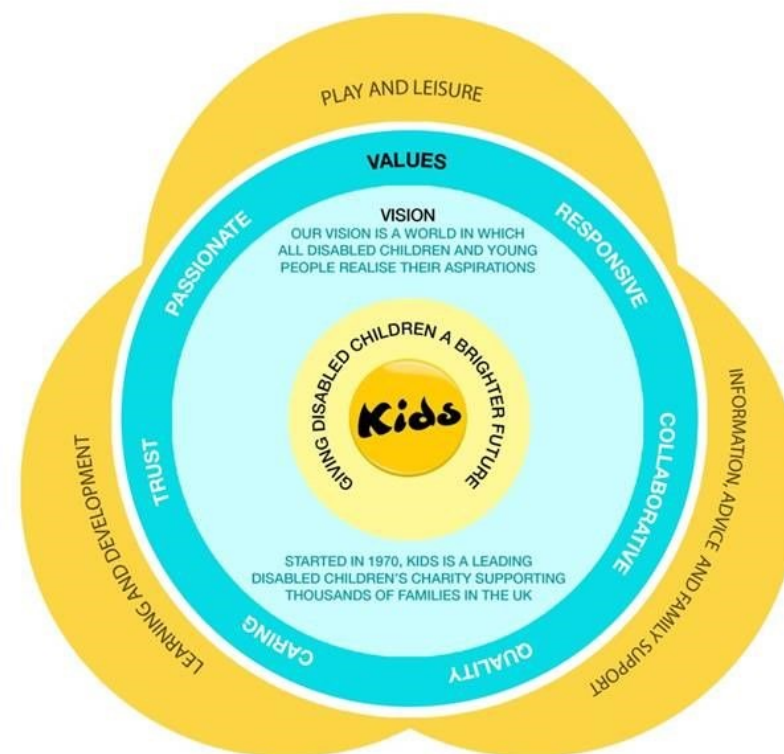 PLAY AND LEISURE
VALUES
PASSIONATE
RESPONSIVE
VISION
OUR VISION IS A WORLD IN WHICH
ALL DISABLED CHILDREN AND YOUNG
PEOPLE REALISE THEIR ASPIRATIONS
GIVING DISABLED CHILDREN A BRIGHTER FUTURE
Kids
TRUST
COLLABORATIVE
LEARNING AND DEVELOPMENT
INFORMATION, ADVICE AND FAMILY SUPPORT
STARTED IN 1970, KIDS IS A LEADING
DISABLED CHILDREN'S CHARITY SUPPORTING
THOUSANDS OF FAMILIES IN THE UK
CARING
QUALITY